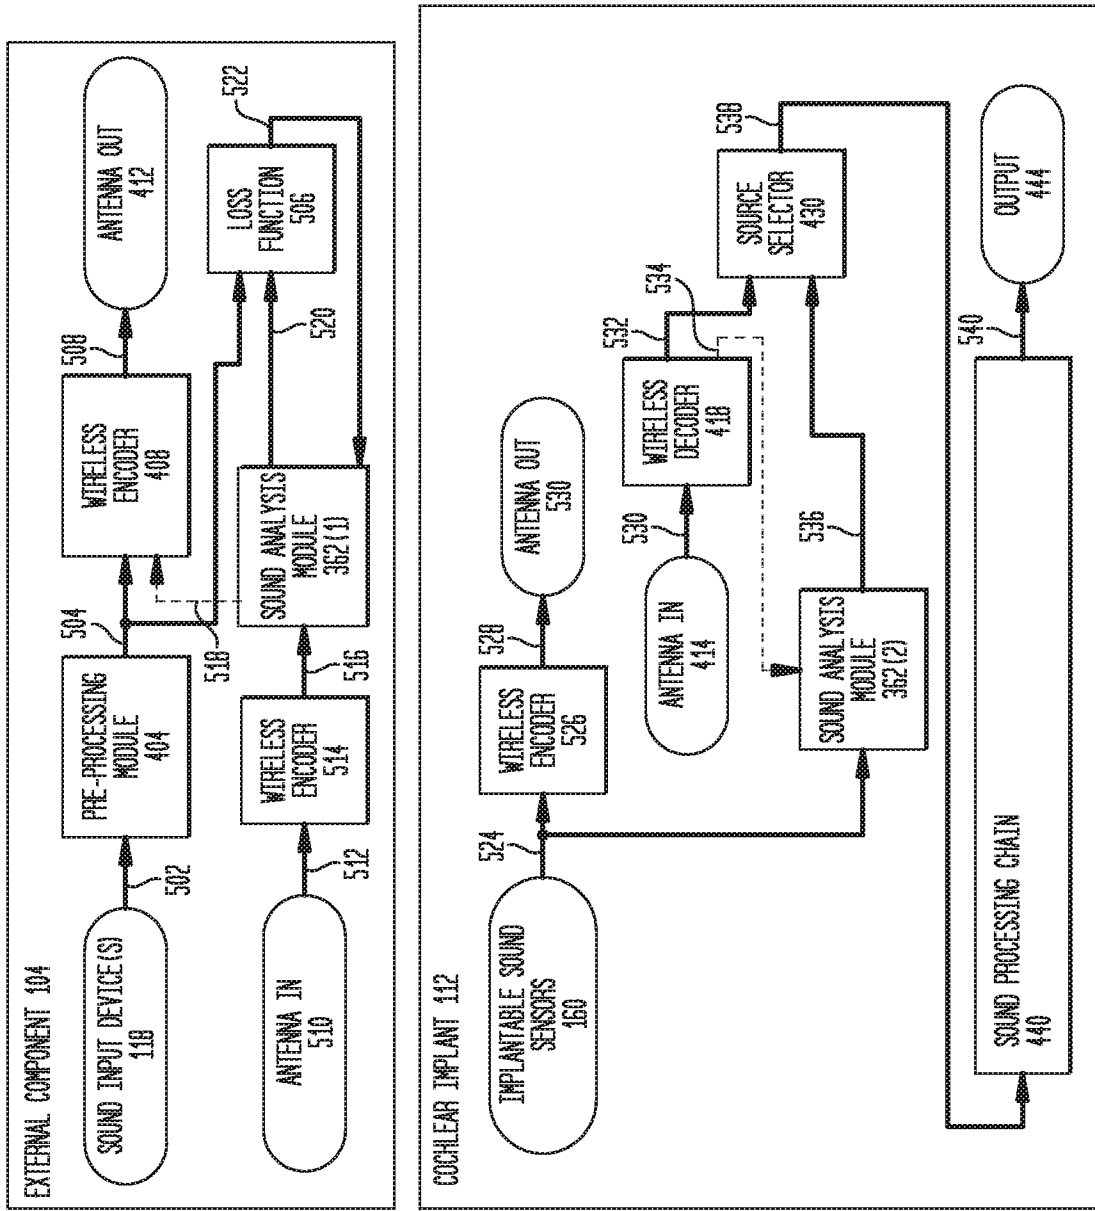 EXTERNAL COMPONENT 104
SOUND INPUT DEVICE(S)
118
502
PRE-PROCESSING
MODULE
404
504
WIRELESS
ENCODER
408
508
ANTENNA OUT
412
ANTENNA IN
510
512
WIRELESS
ENCODER
514
516
518
SOUND ANALYSIS
MODULE
362(1)
520
LOSS
FUNCTION
506
522
COCHLEAR IMPLANT 112
IMPLANTABLE SOUND
SENSORS
160
524
WIRELESS
ENCODER
526
528
ANTENNA OUT
530
ANTENNA IN
414
530
WIRELESS
DECODER
418
532
534
SOUND ANALYSIS
MODULE
362(2)
536
SOURCE
SELECTOR
430
538
SOUND PROCESSING CHAIN
440
540
OUTPUT
444